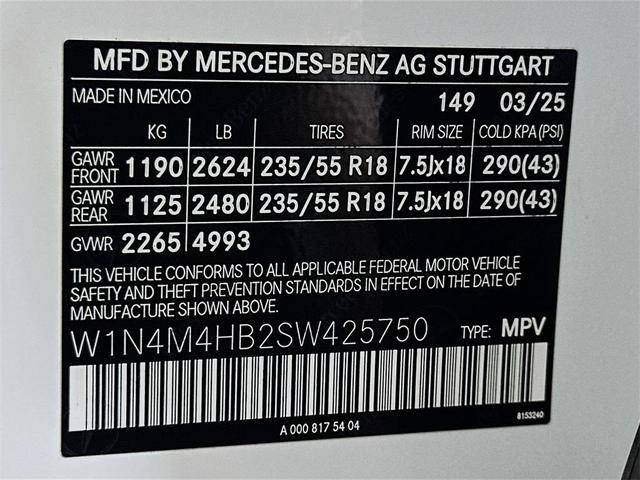 MFD BY MERCEDES-BENZ AG STUTTGART
MADE IN MEXICO 149 03/25
KG LB TIRES RIM SIZE COLD KPA(PSI)
GAWR FRONT 1190 2624 235/55 R18 7.5Jx18 290(43)
GAWR REAR 1125 2480 235/55 R18 7.5Jx18 290(43)
GVWR 2265 4993
THIS VEHICLE CONFORMS TO ALL APPLICABLE FEDERAL MOTOR VEHICLE
SAFETY AND THEFT PREVENTION STANDARDS IN EFFECT ON THE DATE OF
MANUFACTURE SHOWN ABOVE.
W1N4M4HB2SW425750 TYPE: MPV
A 000 817 54 04 8153240